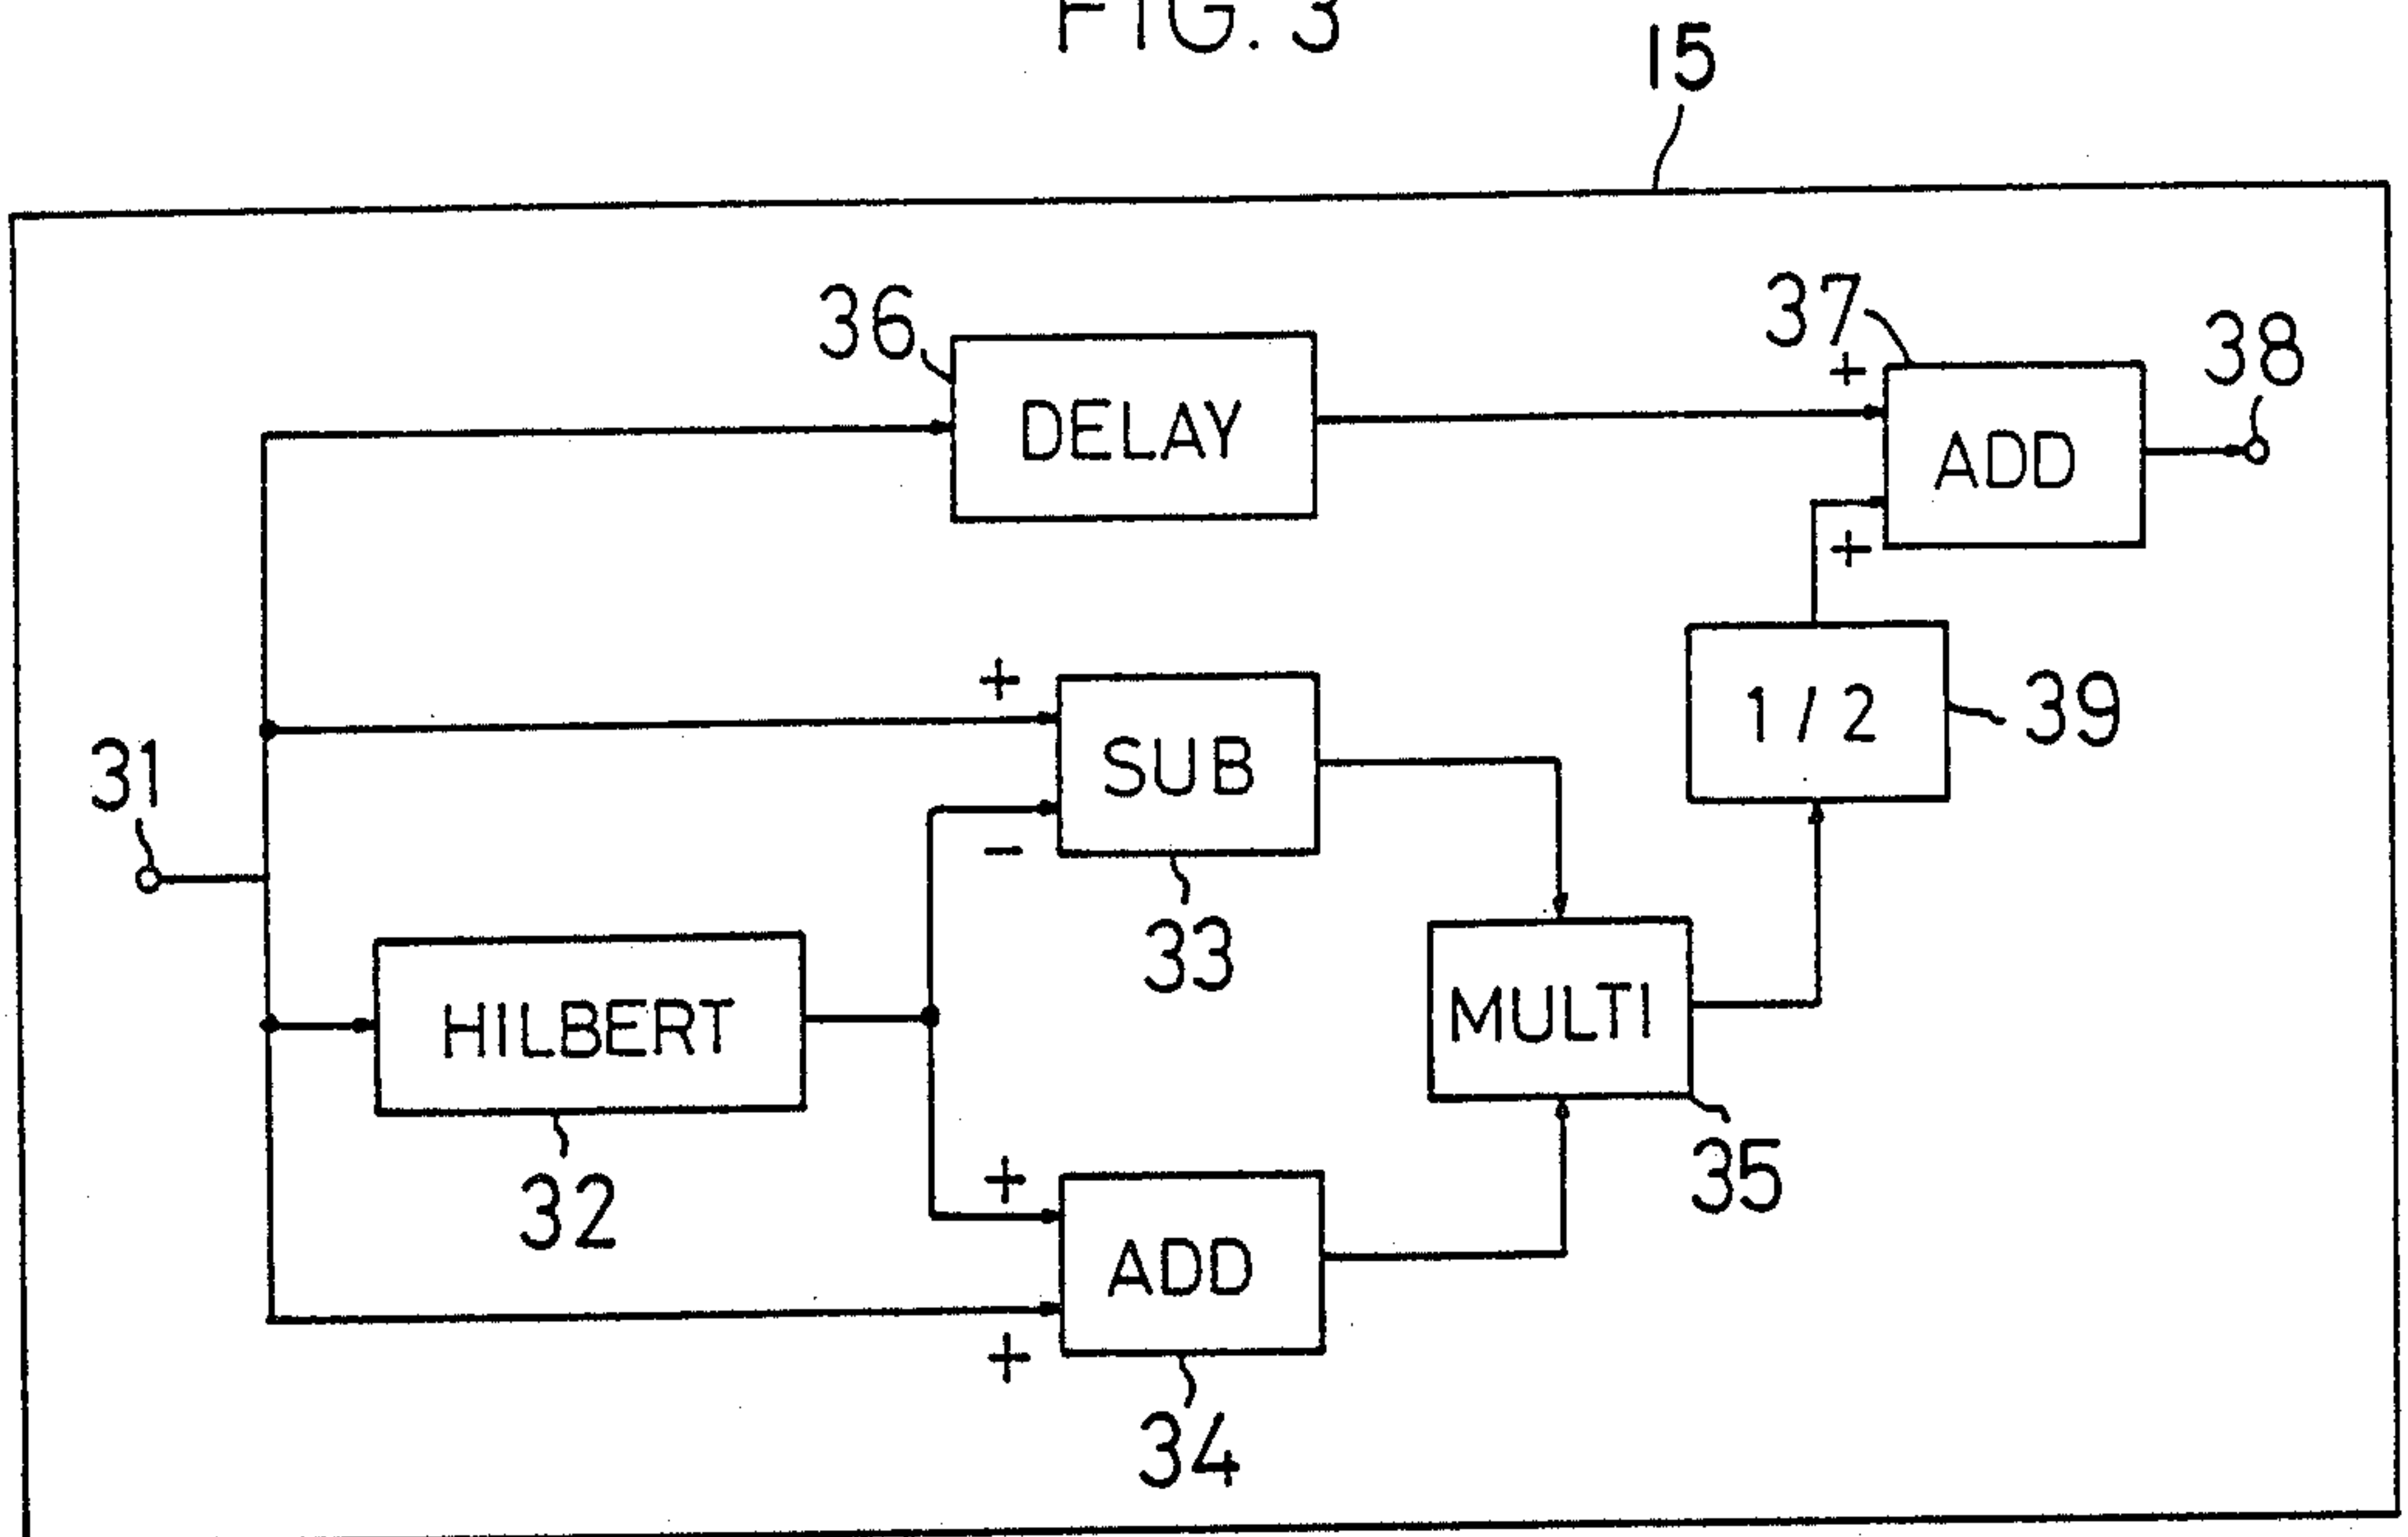 FIG. 3
15
36
DELAY
37
+
ADD
+
38
1/2
39
31
+
SUB
-
33
HILBERT
32
MULTI
35
+
ADD
+
34